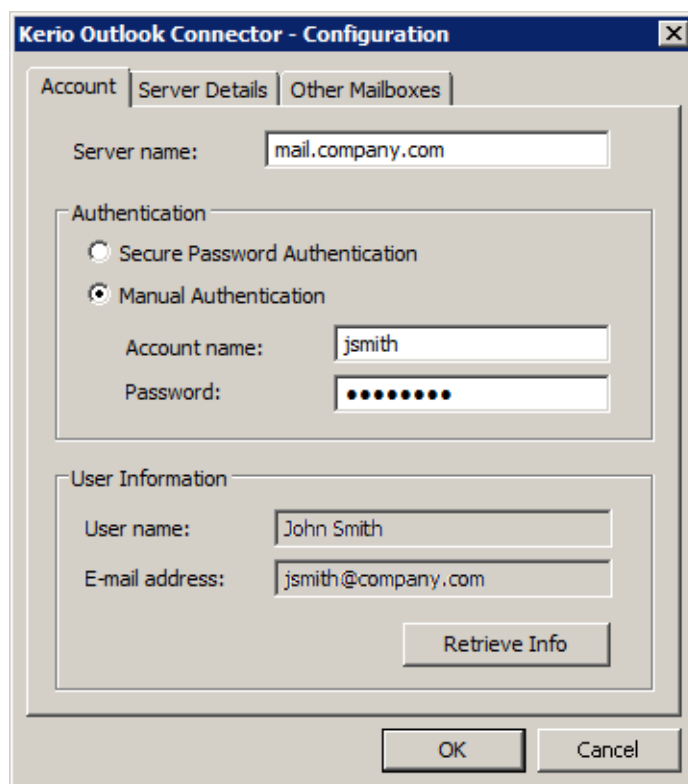 Kerio Outlook Connector - Configuration
Account Server Details Other Mailboxes
Server name: mail.company.com
Authentication
Secure Password Authentication
Manual Authentication
Account name: jsmith
Password: ●●●●●●●●
User Information
User name: John Smith
E-mail address: jsmith@company.com
Retrieve Info
OK Cancel